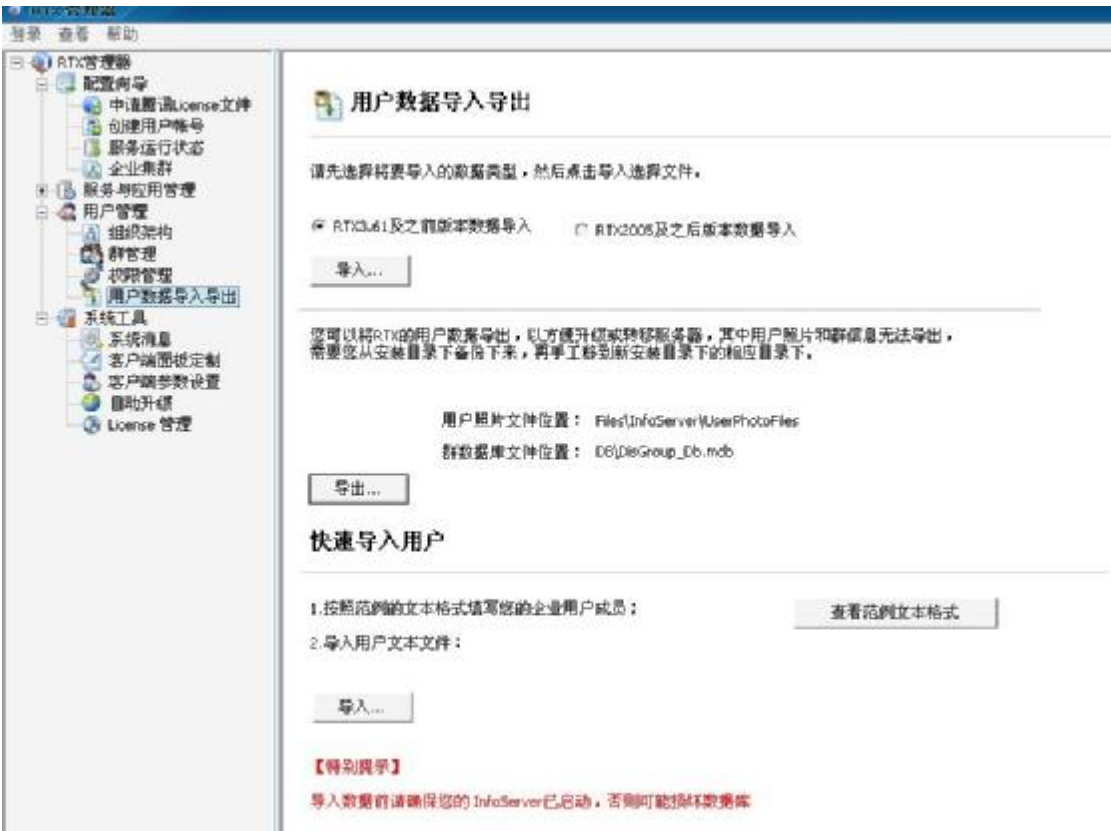 RTX管理器
登录 查看 帮助
RTX管理器
配置向导
申请腾讯License文件
创建用户帐号
服务运行状态
企业集群
服务与应用管理
用户管理
组织架构
群管理
权限管理
用户数据导入导出
系统工具
系统消息
客户端面板定制
客户端参数设置
自动升级
License 管理
用户数据导入导出
请先选择将要导入的数据类型，然后点击导入选择文件。
RTX3.61及之前版本数据导入 RTX2005及之后版本数据导入
导入...
您可以将RTX的用户数据导出，以方便升级或转移服务器，其中用户照片和群信息无法导出，
需要您从安装目录下备份下来，再手工移到新安装目录下的相应目录下。
用户照片文件位置： Files\InfoServer\UserPhotoFiles
群数据库文件位置： DB\DisGroup_Db.mdb
导出...
快速导入用户
1.按照范例的文本格式填写您的企业用户成员； 查看范例文本格式
2.导入用户文本文件：
导入...
【特别提示】
导入数据前请确保您的 InfoServer已启动，否则可能损坏数据库